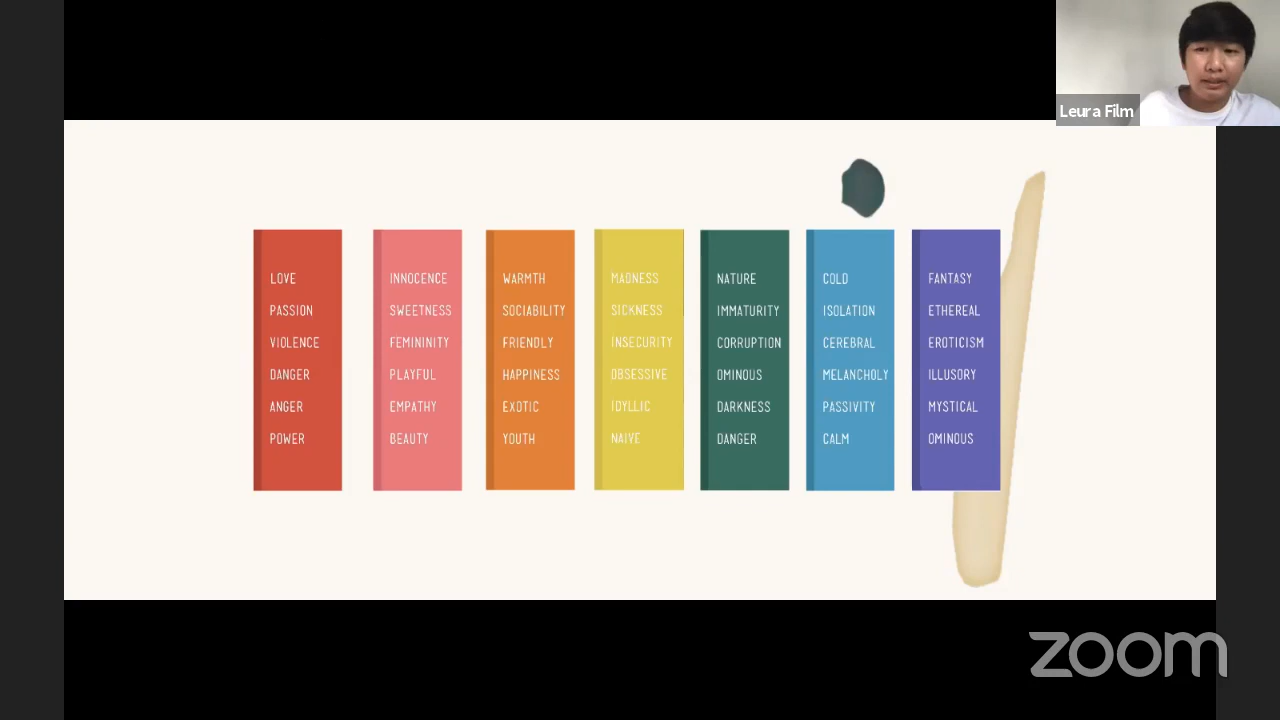 Leura Film
LOVE
PASSION
VIOLENCE
DANGER
ANGER
POWER
INNOCENCE
SWEETNESS
FEMININITY
PLAYFUL
EMPATHY
BEAUTY
WARMTH
SOCIABILITY
FRIENDLY
HAPPINESS
EXOTIC
YOUTH
MADNESS
SICKNESS
INSECURITY
OBSESSIVE
IDYLLIC
NAIVE
NATURE
IMMATURITY
CORRUPTION
OMINOUS
DARKNESS
DANGER
COLD
ISOLATION
CEREBRAL
MELANCHOLY
PASSIVITY
CALM
FANTASY
ETHEREAL
EROTICISM
ILLUSORY
MYSTICAL
OMINOUS
zoom